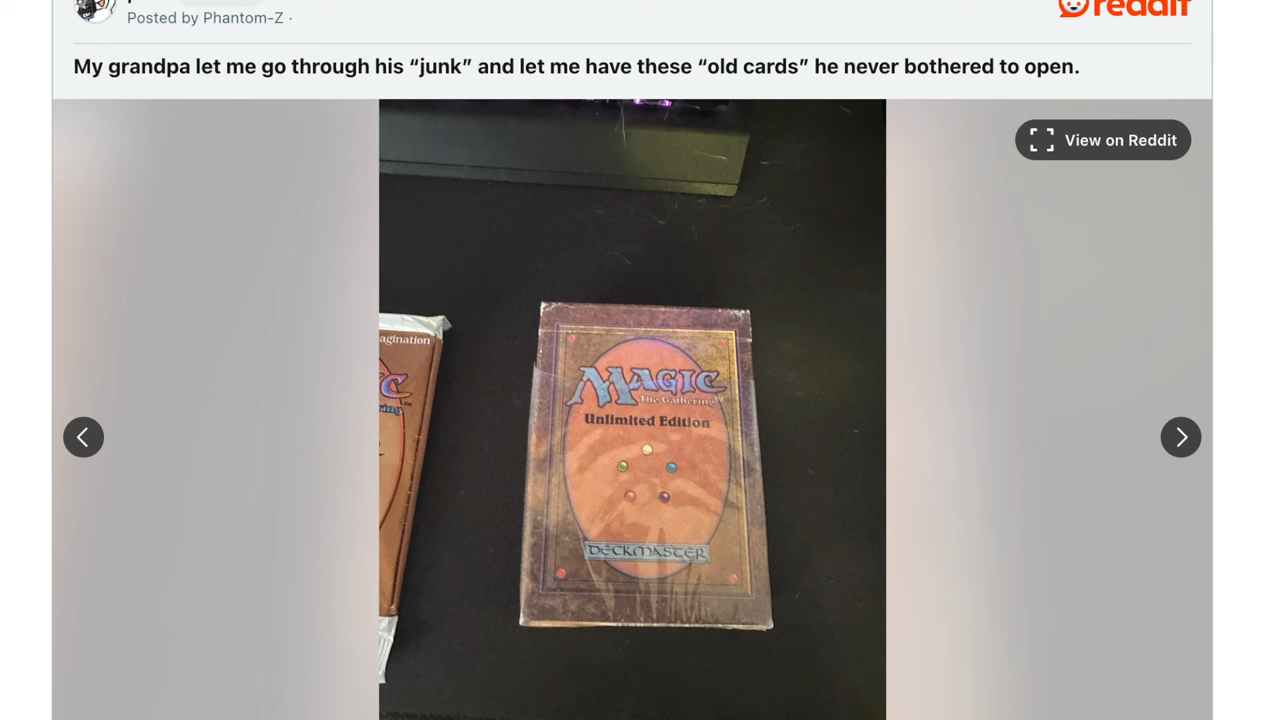 Posted by Phantom-Z ·
reddit
My grandpa let me go through his “junk” and let me have these “old cards” he never bothered to open.
View on Reddit
agination
MAGIC
The Gathering™
Unlimited Edition
DECKMASTER